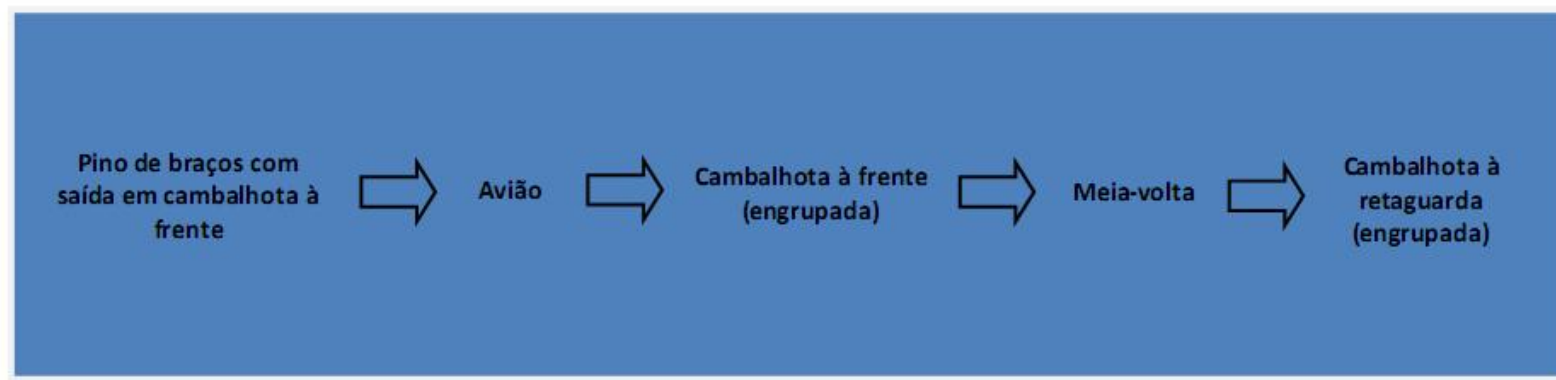 Pino de braços com
saída em cambalhota à
frente
Avião
Cambalhota à frente
(engrupada)
Meia-volta
Cambalhota à
retaguarda
(engrupada)